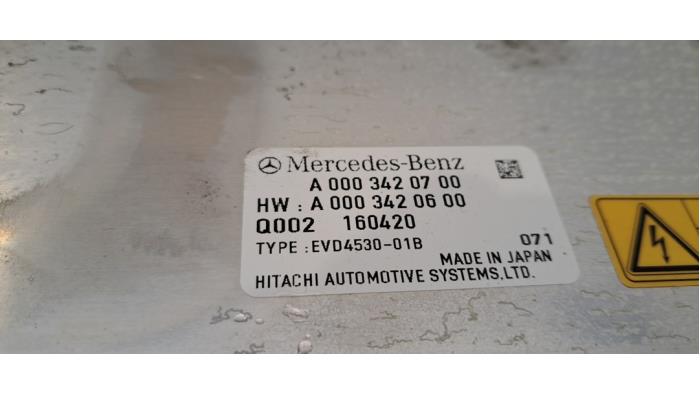 Mercedes-Benz
A 000 342 07 00
HW : A 000 342 06 00
Q002 160420
TYPE : EVD4530-01B 071
MADE IN JAPAN
HITACHI AUTOMOTIVE SYSTEMS,LTD.